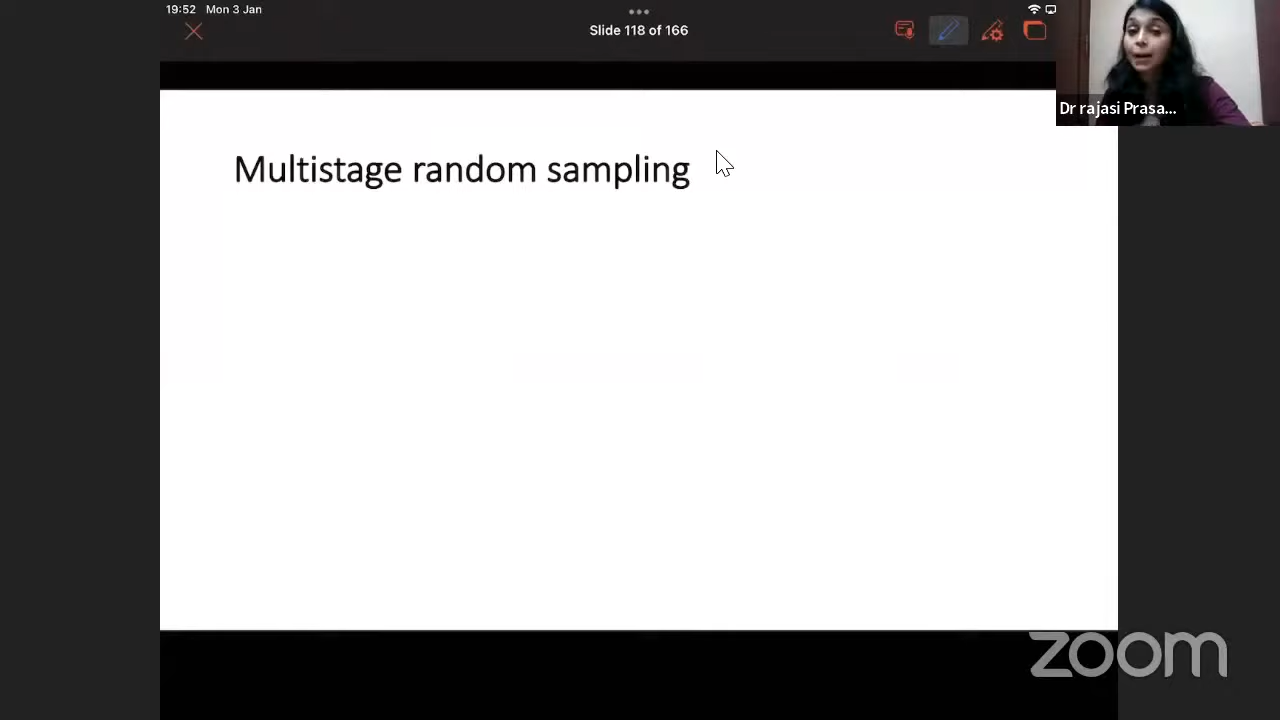 19:52 Mon 3 Jan
Slide 118 of 166
Dr rajasi Prasa...
Multistage random sampling
zoom